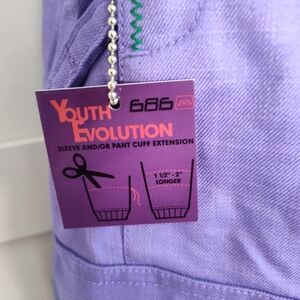 YOUTH 686
EVOLUTION
SLEEVE AND/OR PANT CUFF EXTENSION
1 1/2" - 2"
LONGER